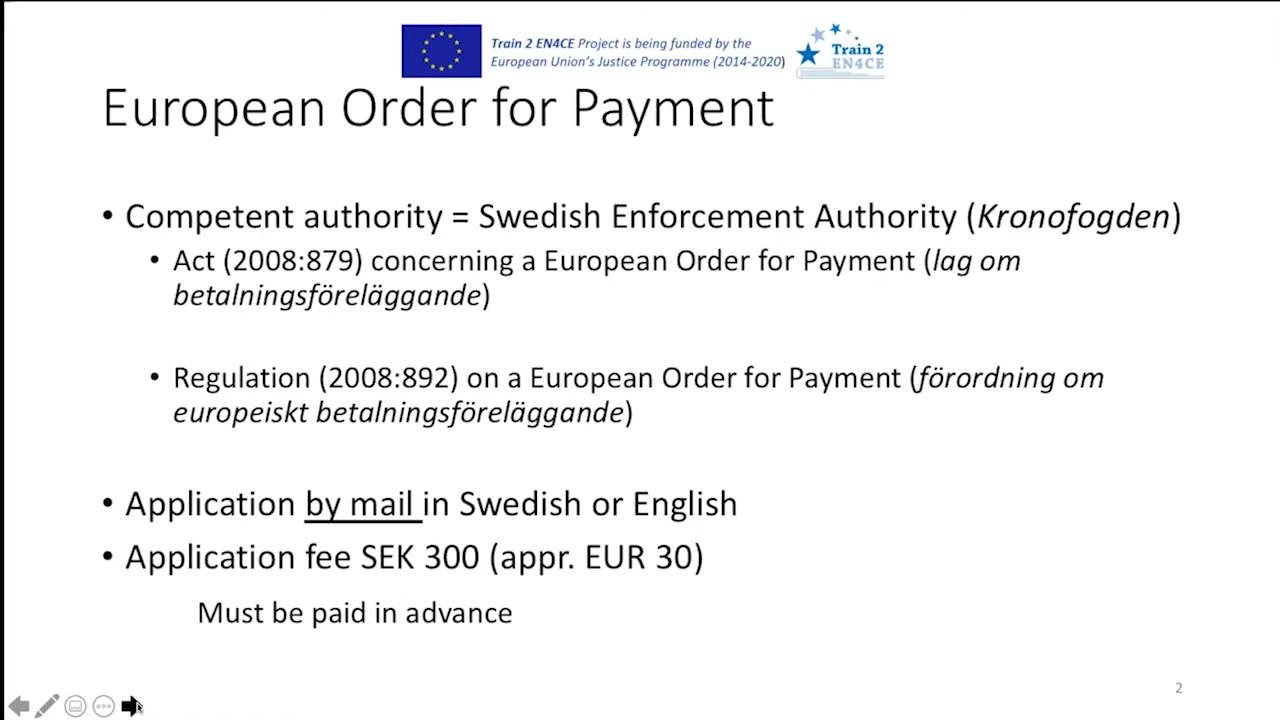 Train 2 EN4CE Project is being funded by the
European Union's Justice Programme (2014-2020)
Train 2
EN4CE
European Order for Payment
• Competent authority = Swedish Enforcement Authority (Kronofogden)
• Act (2008:879) concerning a European Order for Payment (lag om
betalningsföreläggande)
• Regulation (2008:892) on a European Order for Payment (förordning om
europeiskt betalningsföreläggande)
• Application by mail in Swedish or English
• Application fee SEK 300 (appr. EUR 30)
Must be paid in advance
2